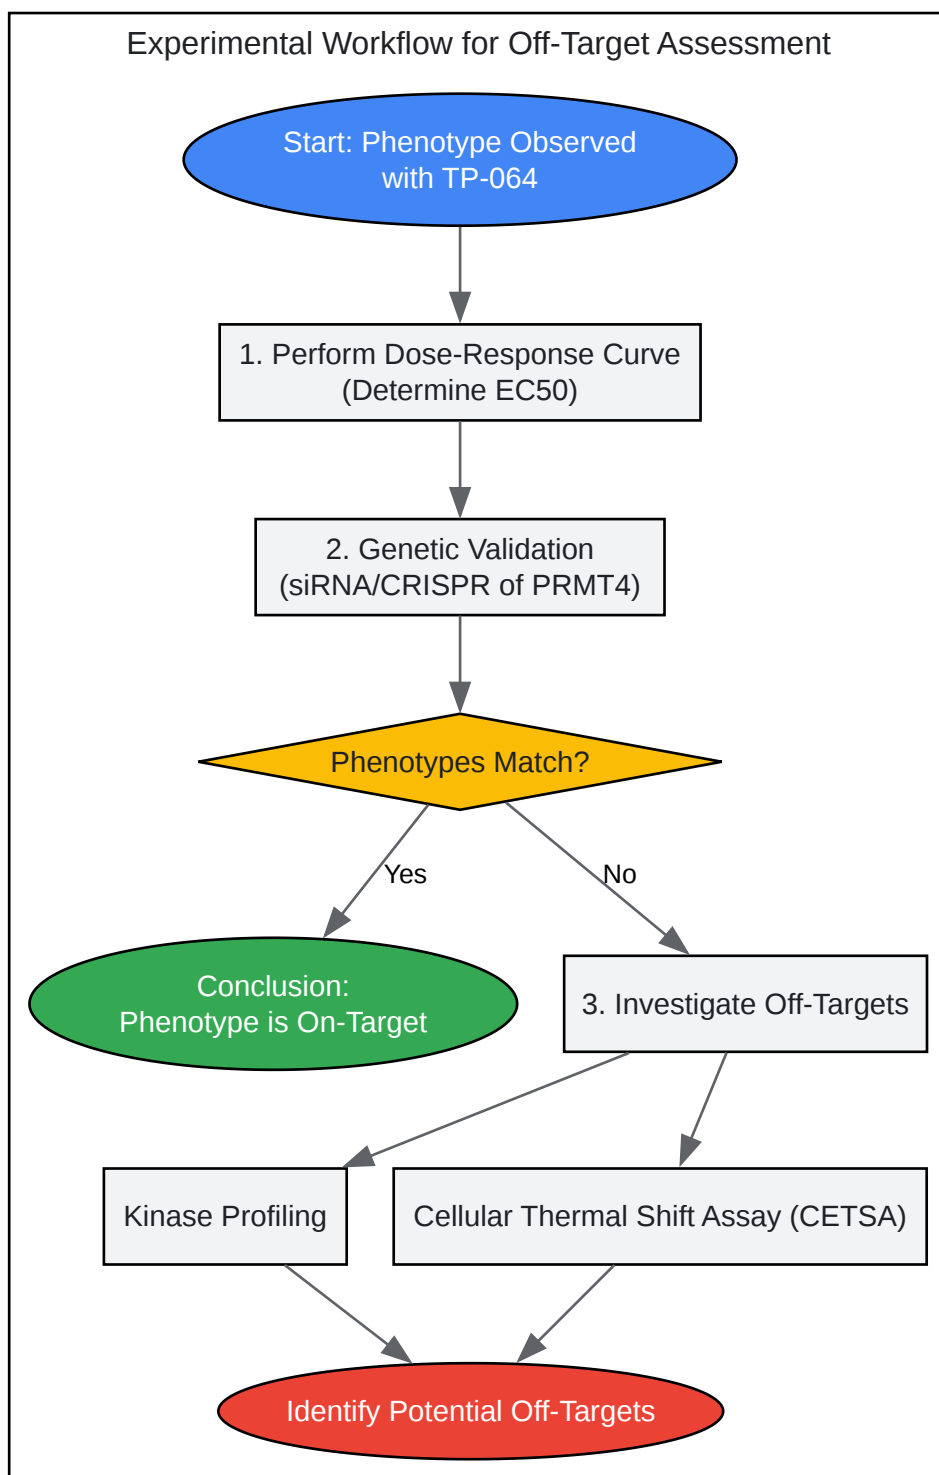 Experimental Workflow for Off-Target Assessment
Start: Phenotype Observed
with TP-064
1. Perform Dose-Response Curve
(Determine EC50)
2. Genetic Validation
(siRNA/CRISPR of PRMT4)
Phenotypes Match?
Yes
No
Conclusion:
Phenotype is On-Target
3. Investigate Off-Targets
Kinase Profiling
Cellular Thermal Shift Assay (CETSA)
Identify Potential Off-Targets